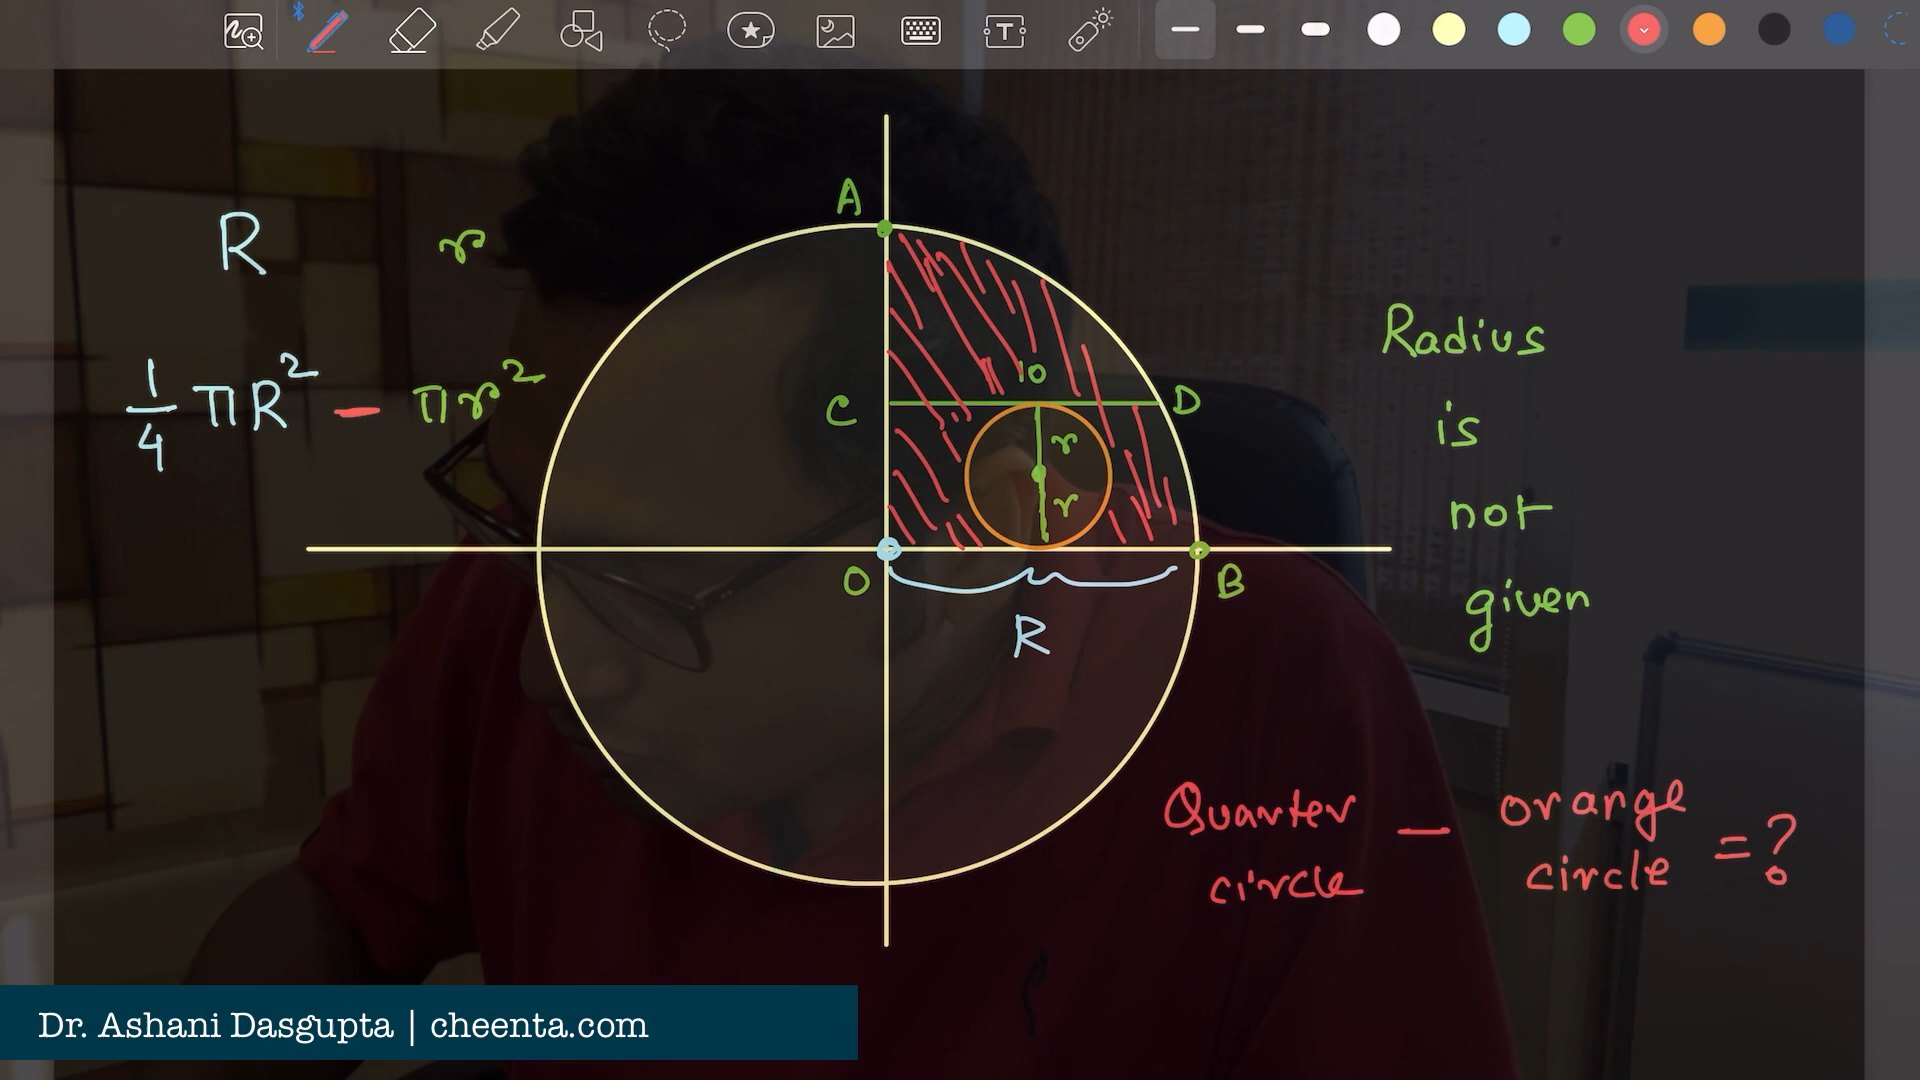 T
A
R r
1/4 πR² - πr²
10
C D
r
r
O B
R
Radius
is
not
given
Quarter - orange = ?
circle circle
Dr. Ashani Dasgupta | cheenta.com